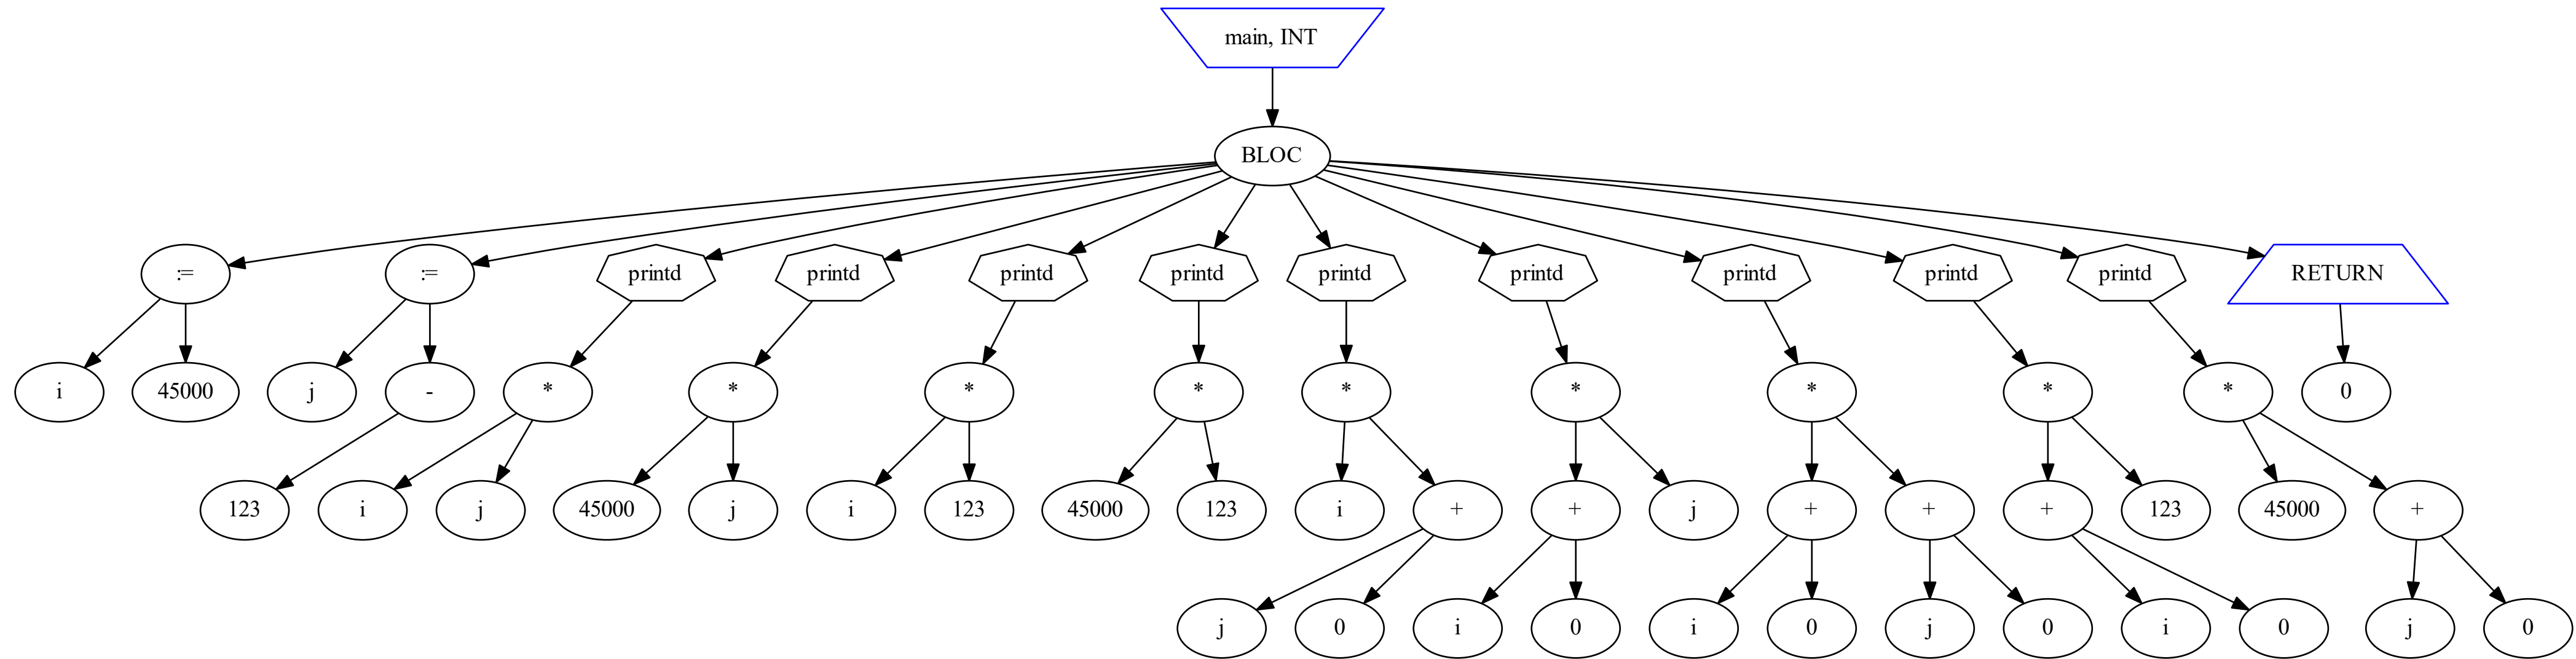 main, INT
BLOC
:= := printd printd printd printd printd printd printd printd printd RETURN
i 45000 j - * * * * * * * * * 0
123 i j 45000 j i 123 45000 123 i + + j + + + 123 45000 +
j 0 i 0 i 0 j 0 i 0 j 0